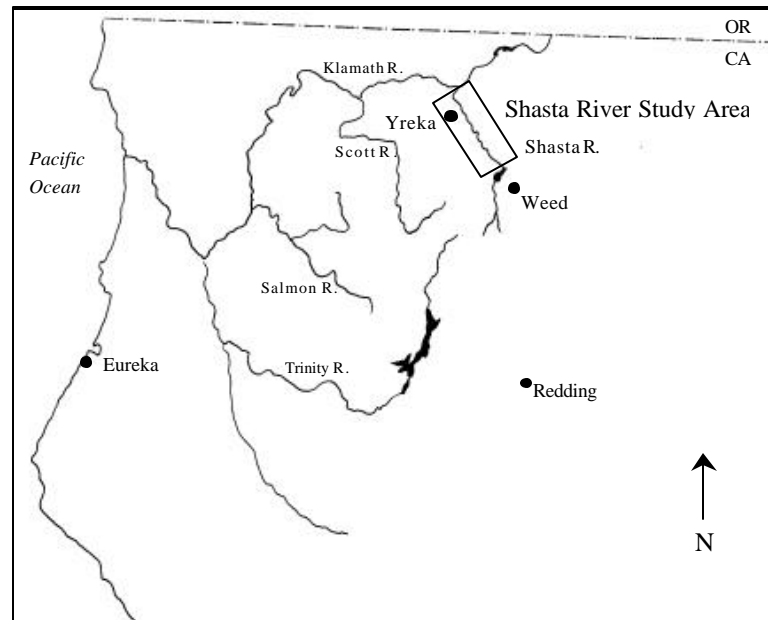 OR
CA
Klamath R.
Shasta River Study Area
Yreka
Scott R.
Shasta R.
Pacific
Ocean
Weed
Salmon R.
Eureka
Trinity R.
Redding
N